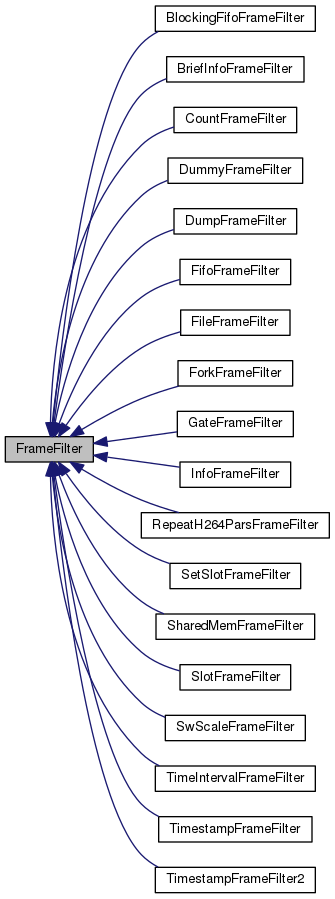 BlockingFifoFrameFilter
BriefInfoFrameFilter
CountFrameFilter
DummyFrameFilter
DumpFrameFilter
FifoFrameFilter
FileFrameFilter
ForkFrameFilter
GateFrameFilter
FrameFilter
InfoFrameFilter
RepeatH264ParsFrameFilter
SetSlotFrameFilter
SharedMemFrameFilter
SlotFrameFilter
SwScaleFrameFilter
TimeIntervalFrameFilter
TimestampFrameFilter
TimestampFrameFilter2